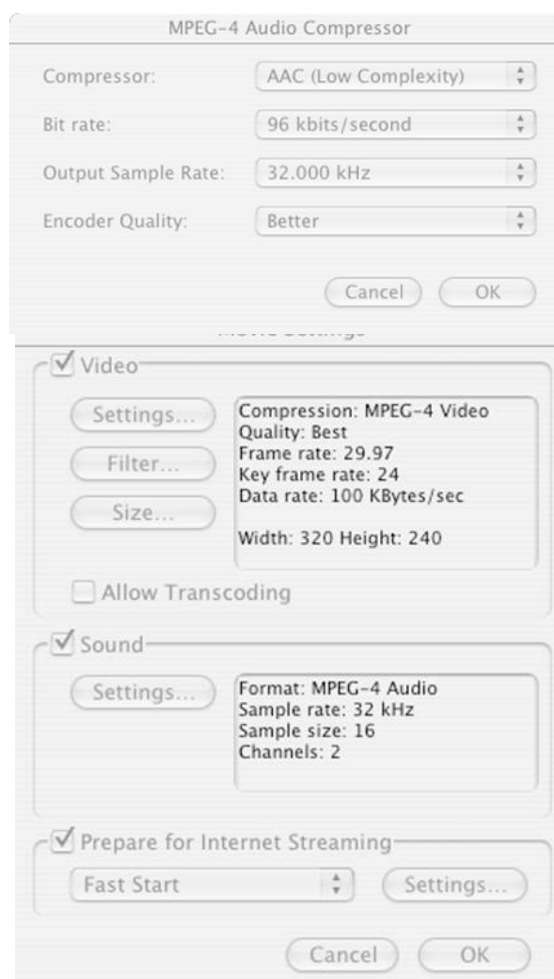 MPEG-4 Audio Compressor
Compressor: AAC (Low Complexity)
Bit rate: 96 kbits/second
Output Sample Rate: 32.000 kHz
Encoder Quality: Better
Cancel OK
Video
Settings...
Filter...
Size...
Compression: MPEG-4 Video
Quality: Best
Frame rate: 29.97
Key frame rate: 24
Data rate: 100 KBytes/sec
Width: 320 Height: 240
Allow Transcoding
Sound
Settings...
Format: MPEG-4 Audio
Sample rate: 32 kHz
Sample size: 16
Channels: 2
Prepare for Internet Streaming
Fast Start Settings...
Cancel OK